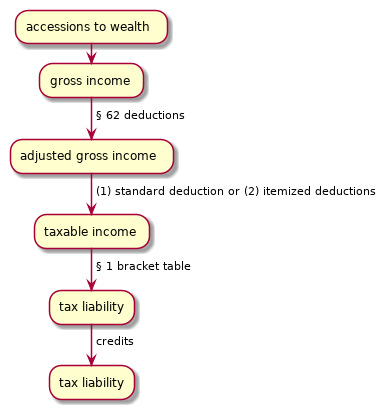 accessions to wealth
gross income
§ 62 deductions
adjusted gross income
(1) standard deduction or (2) itemized deductions
taxable income
§ 1 bracket table
tax liability
credits
tax liability